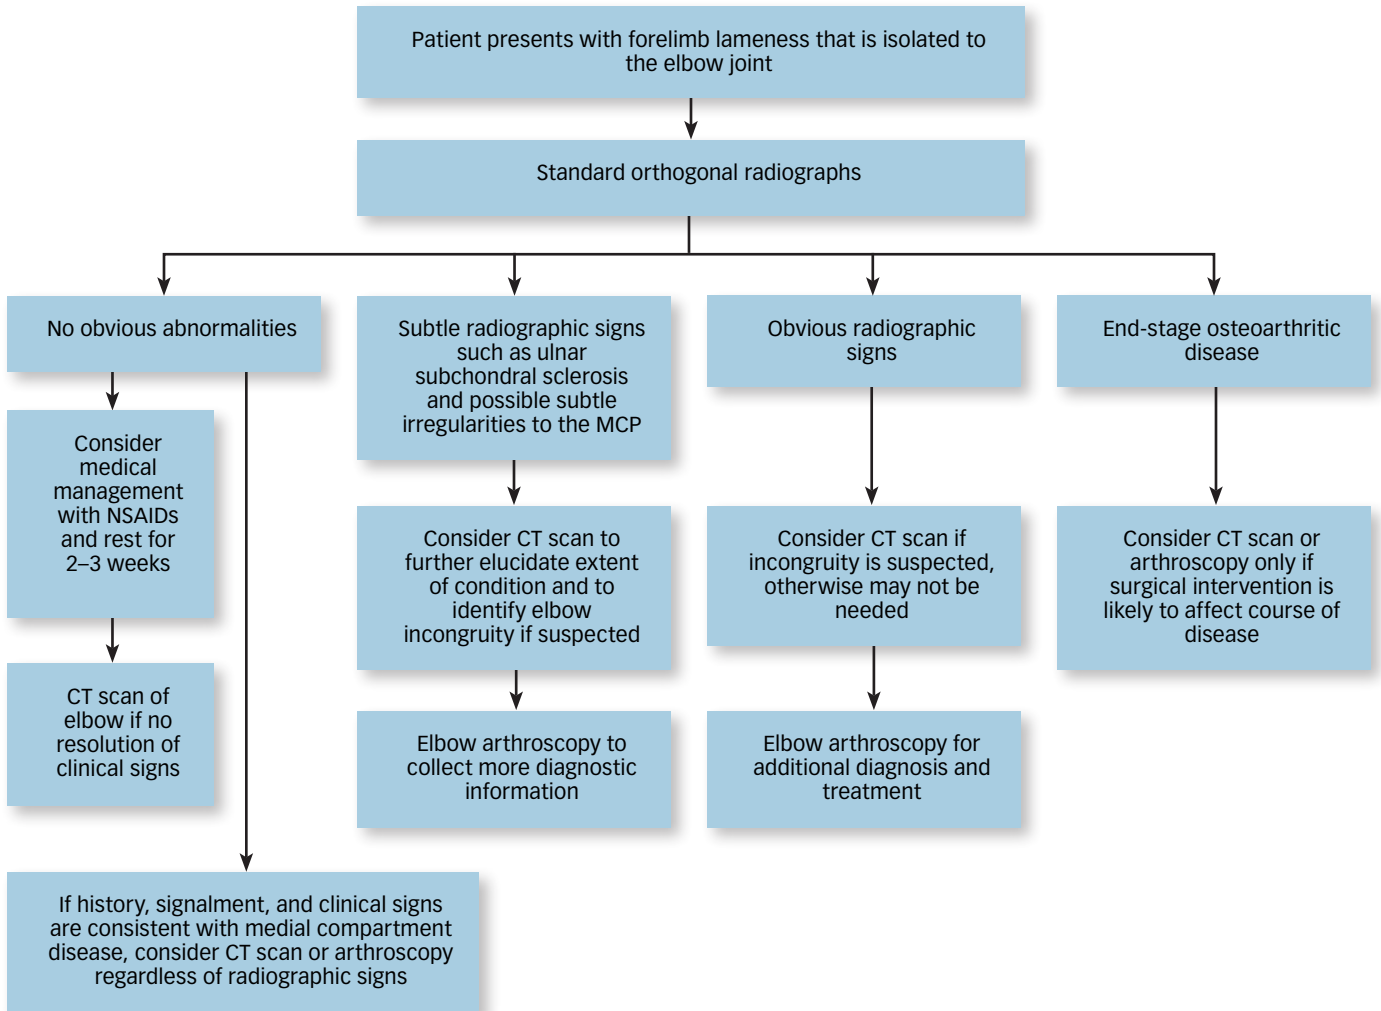 Patient presents with forelimb lameness that is isolated to
the elbow joint
Standard orthogonal radiographs
No obvious abnormalities
Consider
medical
management
with NSAIDs
and rest for
2–3 weeks
CT scan of
elbow if no
resolution of
clinical signs
If history, signalment, and clinical signs
are consistent with medial compartment
disease, consider CT scan or arthroscopy
regardless of radiographic signs
Subtle radiographic signs
such as ulnar
subchondral sclerosis
and possible subtle
irregularities to the MCP
Consider CT scan to
further elucidate extent
of condition and to
identify elbow
incongruity if suspected
Elbow arthroscopy to
collect more diagnostic
information
Obvious radiographic
signs
Consider CT scan if
incongruity is suspected,
otherwise may not be
needed
Elbow arthroscopy for
additional diagnosis and
treatment
End-stage osteoarthritic
disease
Consider CT scan or
arthroscopy only if
surgical intervention is
likely to affect course of
disease